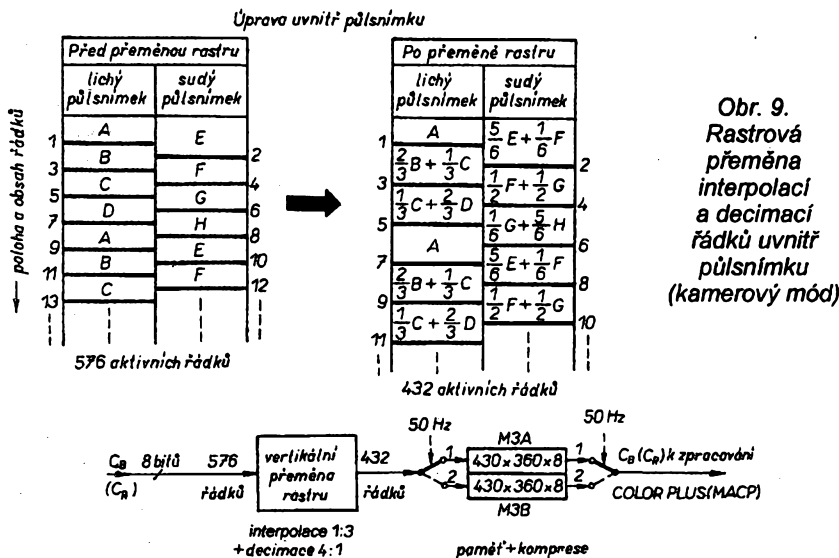 Úprava uvnitř půlsnímku
Před přeměnou rastru
lichý půlsnímek
sudý půlsnímek
poloha a obsah řádků
1 3 5 7 9 11 13
A
B
C
D
A
B
C
E
F
G
H
E
F
2 4 6 8 10 12
576 aktivních řádků
Po přeměně rastru
lichý půlsnímek
sudý půlsnímek
1 3 5 7 9 11
A
2/3 B + 1/3 C
1/3 C + 2/3 D
A
2/3 B + 1/3 C
1/3 C + 2/3 D
5/6 E + 1/6 F
1/2 F + 1/2 G
1/6 G + 5/6 H
5/6 E + 1/6 F
1/2 F + 1/2 G
2 4 6 8 10
432 aktivních řádků
Obr. 9.
Rastrová
přeměna
interpolací
a decimací
řádků uvnitř
půlsnímku
(kamerový mód)
CB
(CR)
8 bitů
576
řádků
vertikální
přeměna
rastru
interpolace 1:3
+ decimace 4:1
432
řádků
50 Hz
1
2
M3A
430×360×8
430×360×8
M3B
paměť + komprese
50 Hz
1
2
CB (CR) k zpracování
COLOR PLUS (MACP)